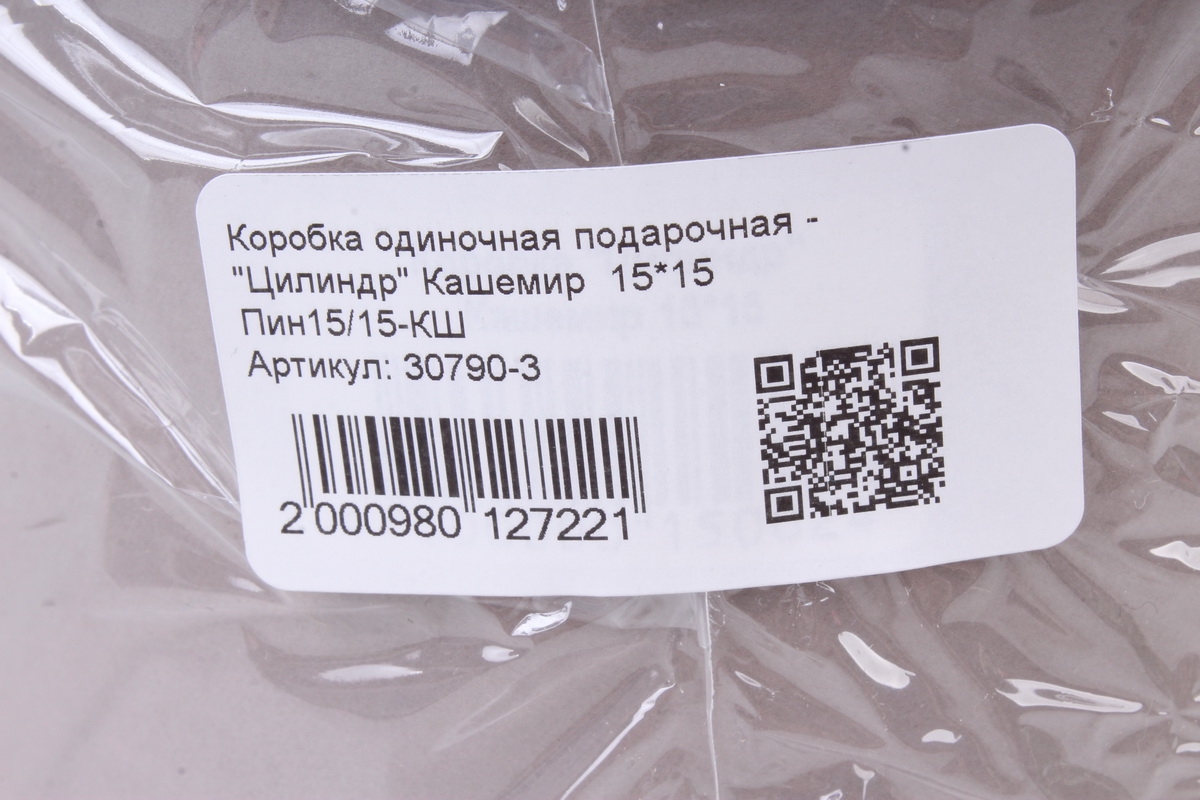 Коробка одиночная подарочная -
"Цилиндр" Кашемир 15*15
Пин15/15-КШ
Артикул: 30790-3
2 000980 127221